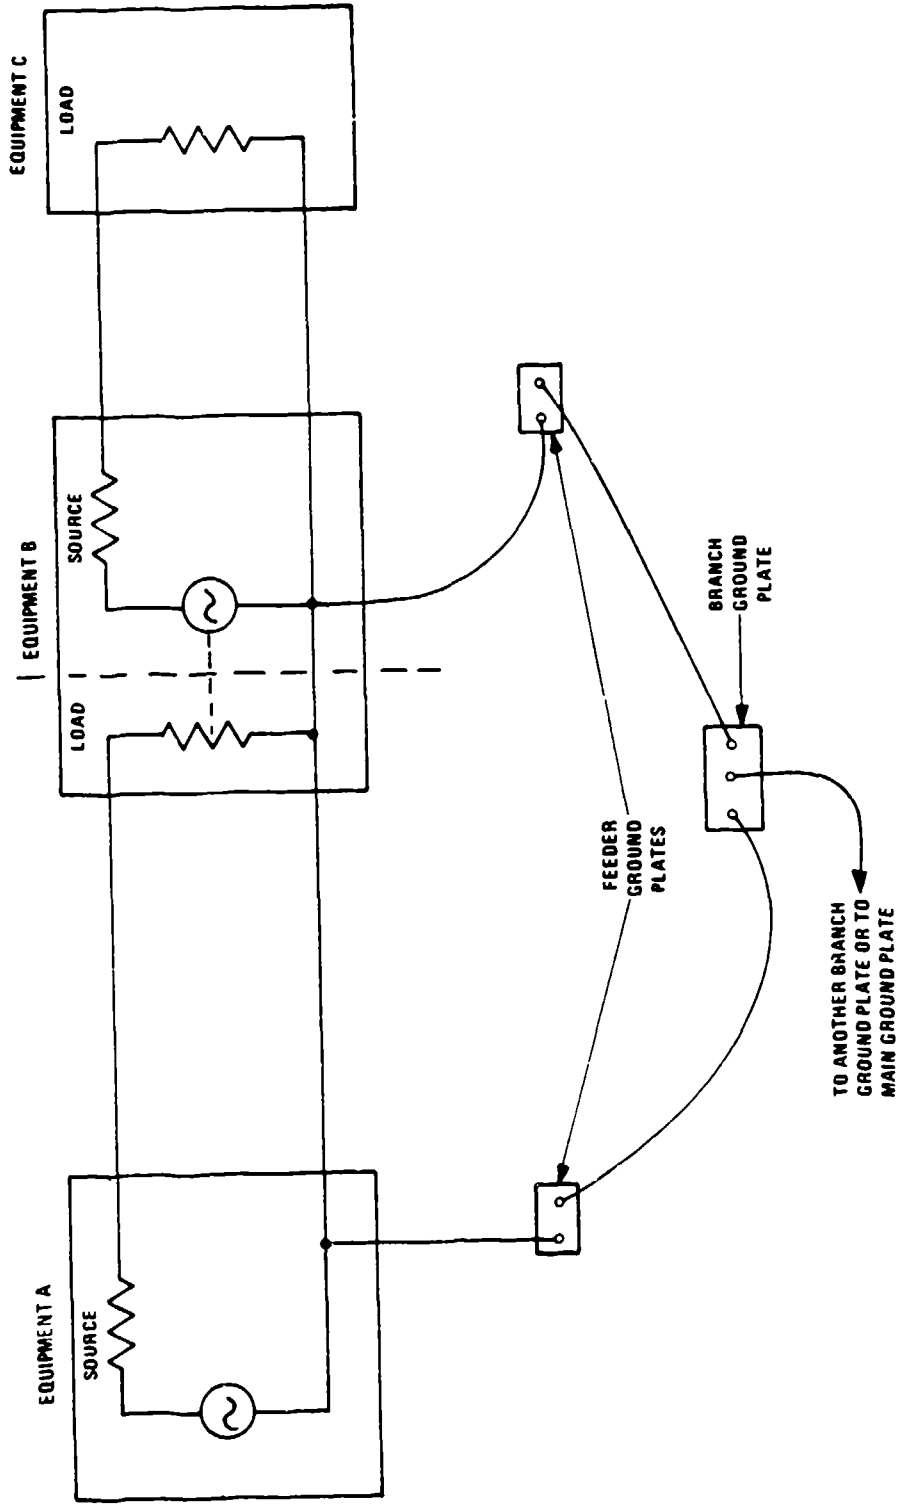 EQUIPMENT A
SOURCE
EQUIPMENT B
LOAD
SOURCE
EQUIPMENT C
LOAD
FEEDER
GROUND
PLATES
BRANCH
GROUND
PLATE
TO ANOTHER BRANCH
GROUND PLATE OR TO
MAIN GROUND PLATE